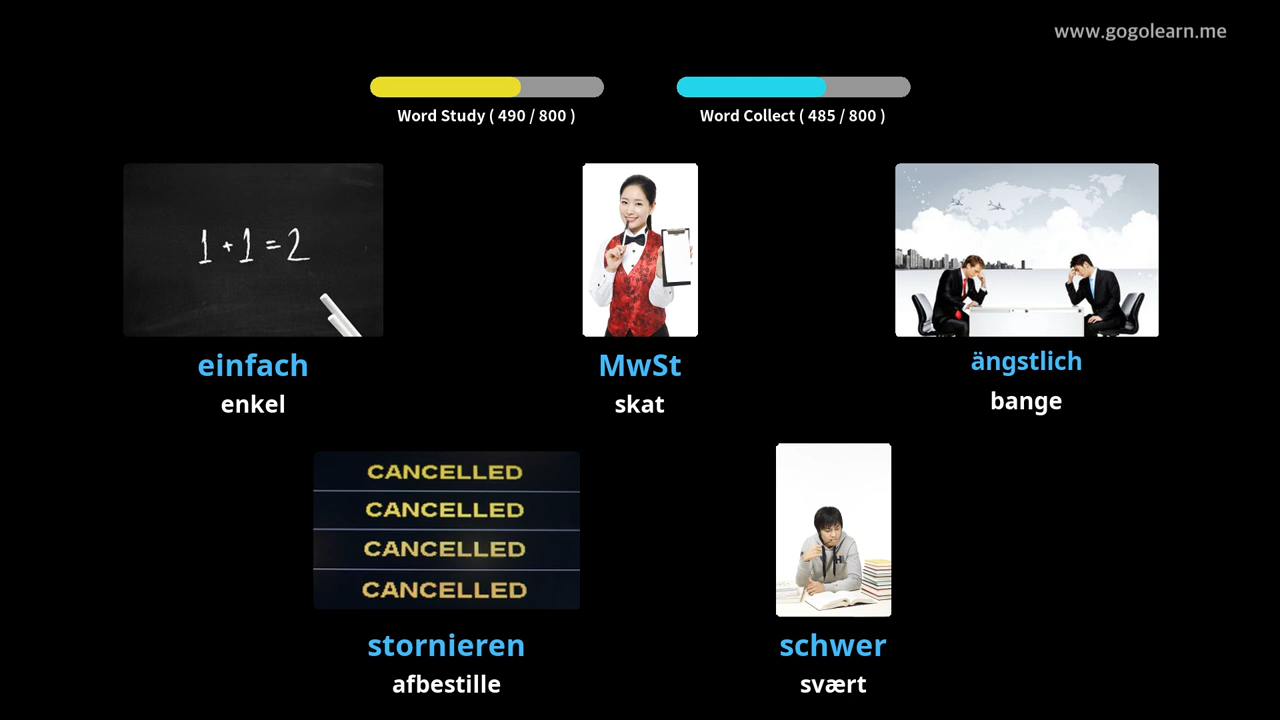 www.gogolearn.me
Word Study ( 490 / 800 )
Word Collect ( 485 / 800 )
1 + 1 = 2
einfach
enkel
MwSt
skat
ängstlich
bange
CANCELLED
CANCELLED
CANCELLED
CANCELLED
stornieren
afbestille
schwer
svært